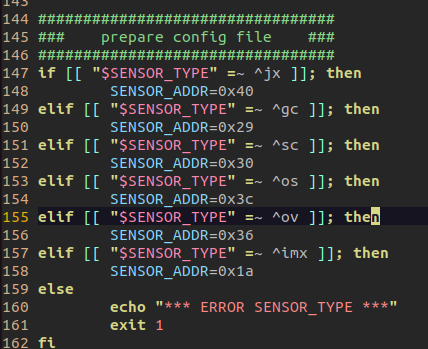 143
144 ##################################
145 ###    prepare config file    ###
146 ##################################
147 if [[ "$SENSOR_TYPE" =~ ^jx ]]; then
148         SENSOR_ADDR=0x40
149 elif [[ "$SENSOR_TYPE" =~ ^gc ]]; then
150         SENSOR_ADDR=0x29
151 elif [[ "$SENSOR_TYPE" =~ ^sc ]]; then
152         SENSOR_ADDR=0x30
153 elif [[ "$SENSOR_TYPE" =~ ^os ]]; then
154         SENSOR_ADDR=0x3c
155 elif [[ "$SENSOR_TYPE" =~ ^ov ]]; then
156         SENSOR_ADDR=0x36
157 elif [[ "$SENSOR_TYPE" =~ ^imx ]]; then
158         SENSOR_ADDR=0x1a
159 else
160         echo "*** ERROR SENSOR_TYPE ***"
161         exit 1
162 fi